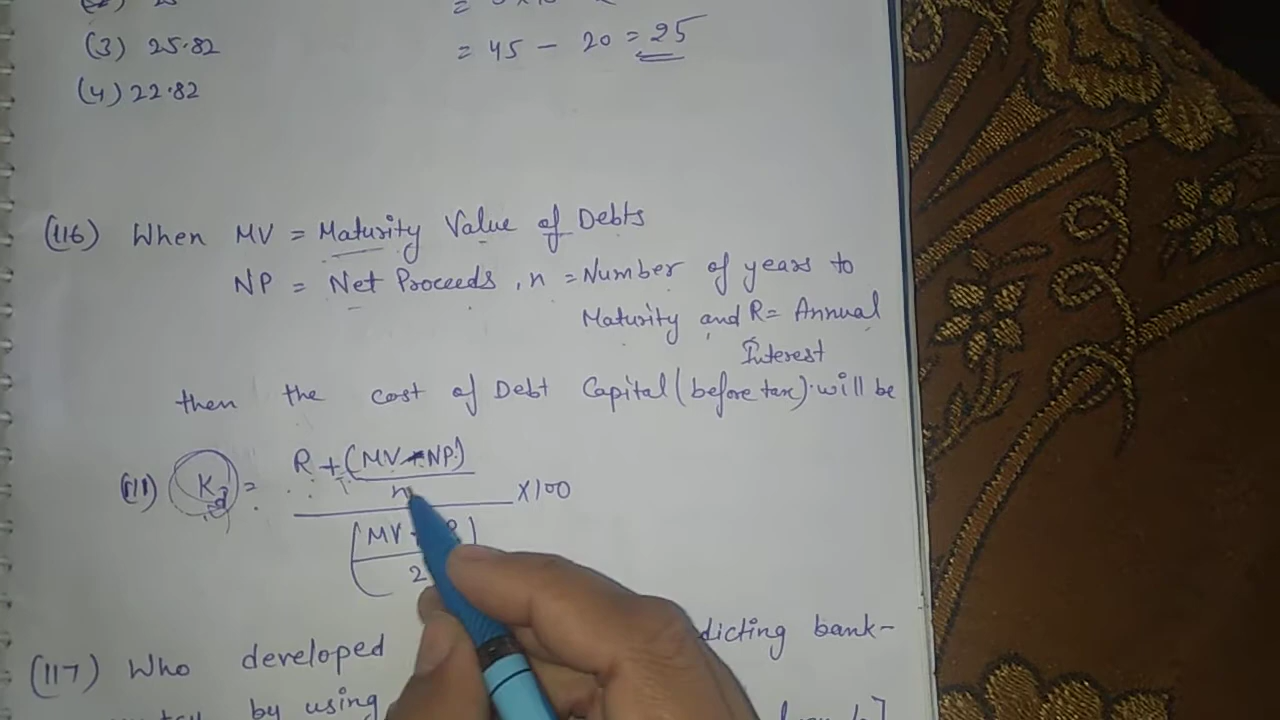 25
(3) 25.82
= 45 - 20 = 25
(4) 22.82
(116) When MV = Maturity Value of Debts
NP = Net Proceeds, n = Number of years to
Maturity and R = Annual
Interest
then the cost of Debt Capital (before tax) will be
(11) Kd = R + (MV - NP)
n
× 100
MV
2
(117) Who developed dicting bank-
by using